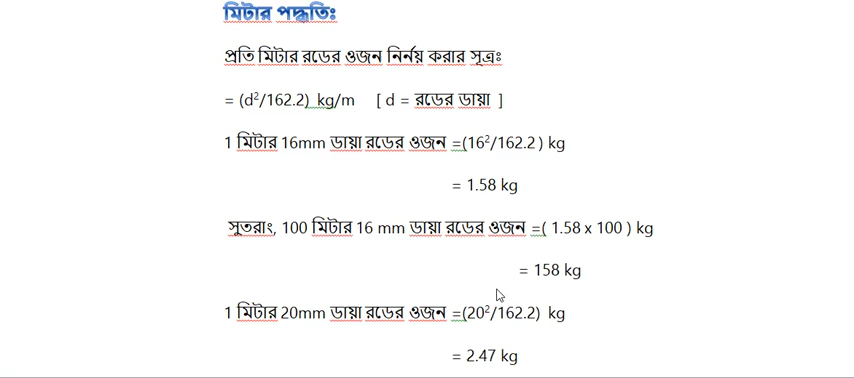 মিটার পদ্ধতিঃ
প্রতি মিটার রডের ওজন নির্নয় করার সূত্রঃ
= (d²/162.2) kg/m [ d = রডের ডায়া ]
1 মিটার 16mm ডায়া রডের ওজন =(16²/162.2 ) kg
= 1.58 kg
সুতরাং, 100 মিটার 16 mm ডায়া রডের ওজন =( 1.58 x 100 ) kg
= 158 kg
1 মিটার 20mm ডায়া রডের ওজন =(20²/162.2) kg
= 2.47 kg